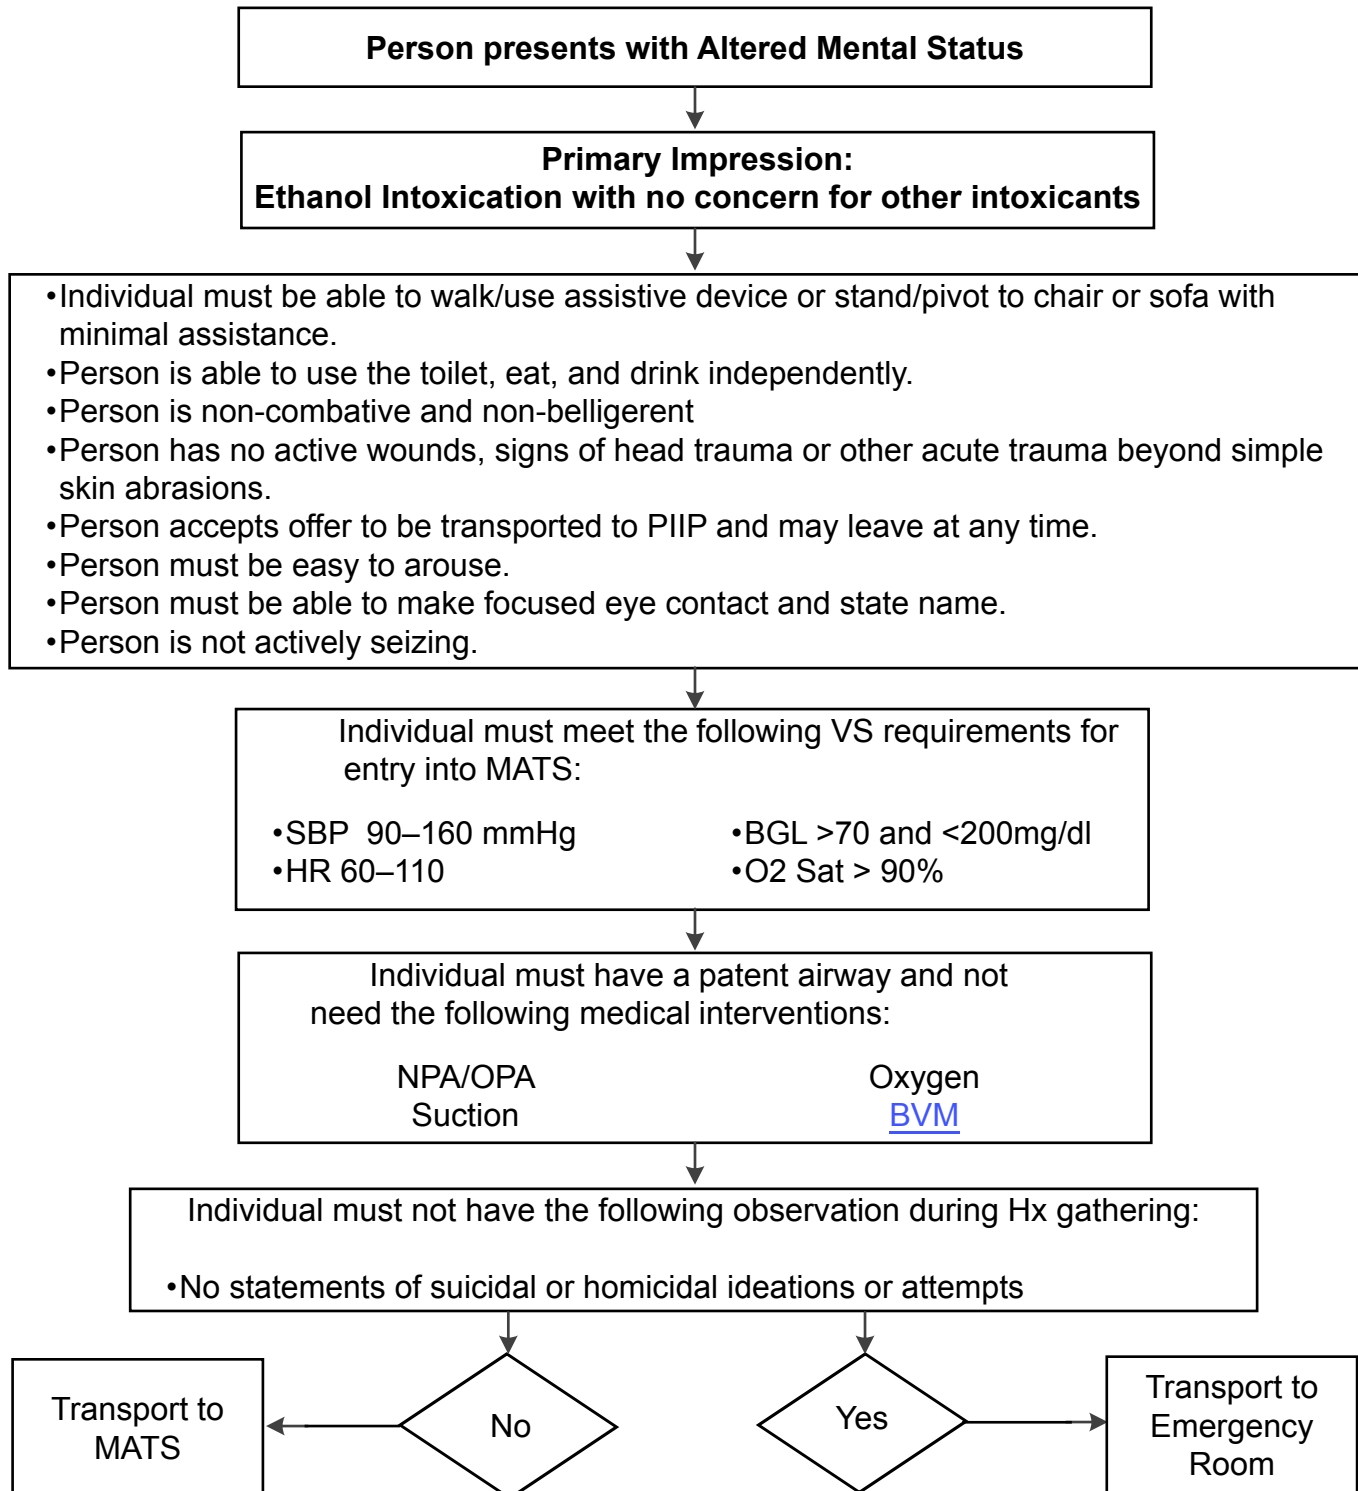 Person presents with Altered Mental Status
Primary Impression:
Ethanol Intoxication with no concern for other intoxicants
•Individual must be able to walk/use assistive device or stand/pivot to chair or sofa with
minimal assistance.
•Person is able to use the toilet, eat, and drink independently.
•Person is non-combative and non-belligerent
•Person has no active wounds, signs of head trauma or other acute trauma beyond simple
skin abrasions.
•Person accepts offer to be transported to PIIP and may leave at any time.
•Person must be easy to arouse.
•Person must be able to make focused eye contact and state name.
•Person is not actively seizing.
Individual must meet the following VS requirements for
entry into MATS:
•SBP  90–160 mmHg
•HR 60–110
•BGL >70 and <200mg/dl
•O2 Sat > 90%
Individual must have a patent airway and not
need the following medical interventions:
NPA/OPA
Suction
Oxygen
BVM
Individual must not have the following observation during Hx gathering:
•No statements of suicidal or homicidal ideations or attempts
Transport to
MATS
No
Yes
Transport to
Emergency
Room